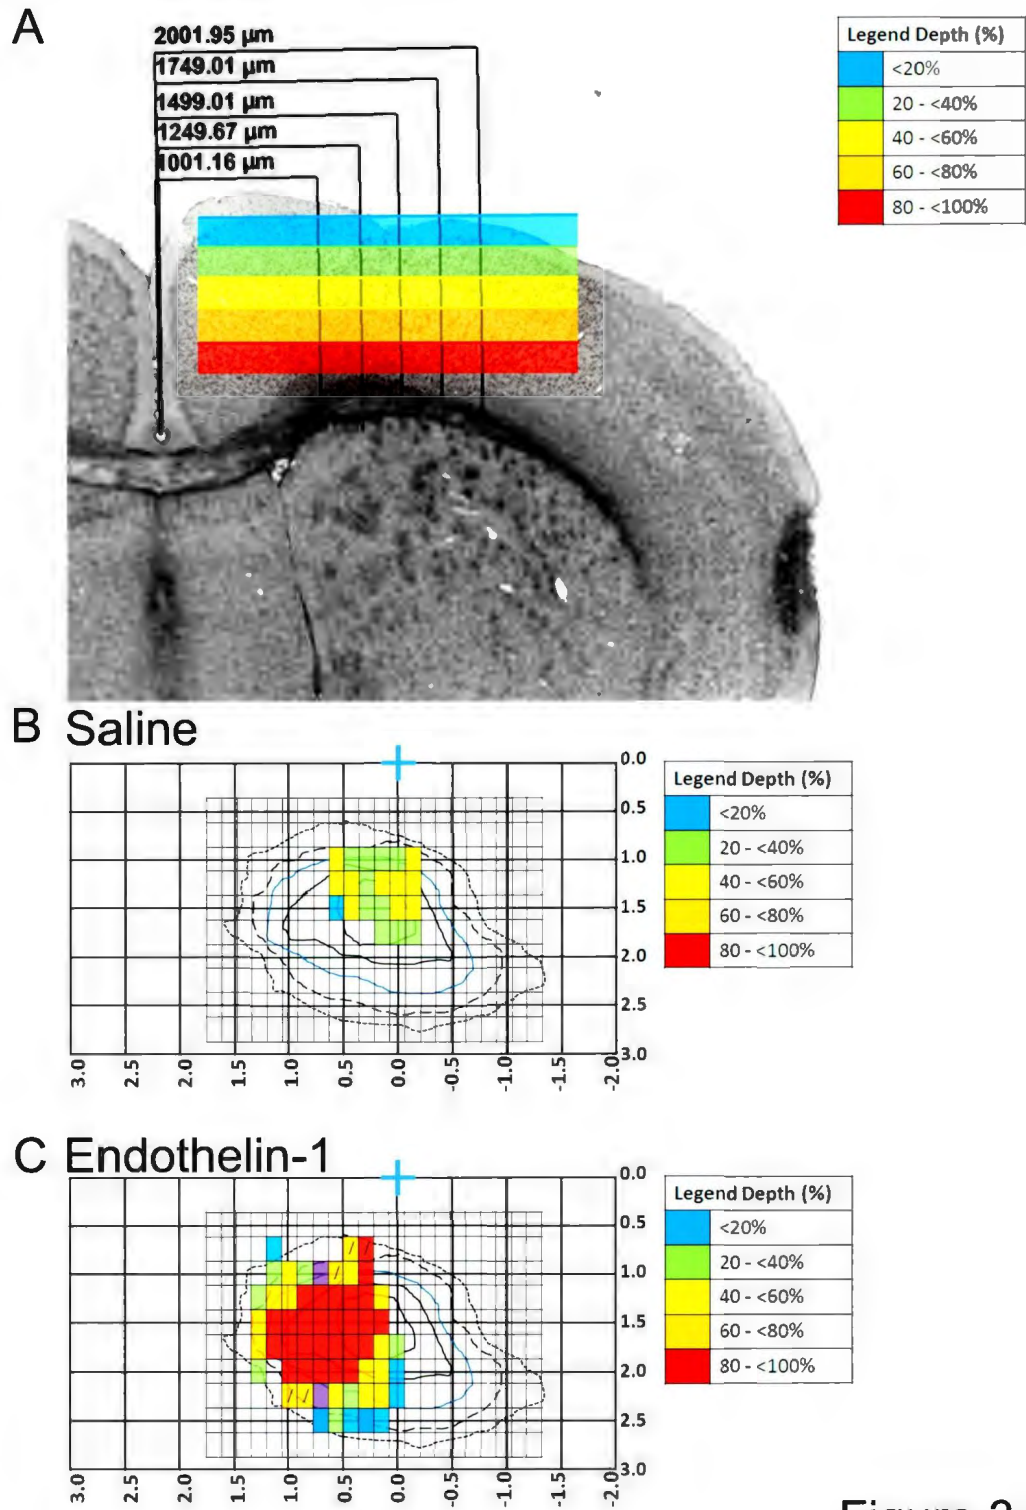 A
2001.95 µm
1749.01 µm
1499.01 µm
1249.67 µm
1001.16 µm
Legend Depth (%)
<20%
20 - <40%
40 - <60%
60 - <80%
80 - <100%
B Saline
0.0
0.5
1.0
1.5
2.0
2.5
3.0
3.0
2.5
2.0
1.5
1.0
0.5
0.0
-0.5
-1.0
-1.5
-2.0
Legend Depth (%)
<20%
20 - <40%
40 - <60%
60 - <80%
80 - <100%
C Endothelin-1
0.0
0.5
1.0
1.5
2.0
2.5
3.0
3.0
2.5
2.0
1.5
1.0
0.5
0.0
-0.5
-1.0
-1.5
-2.0
Legend Depth (%)
<20%
20 - <40%
40 - <60%
60 - <80%
80 - <100%